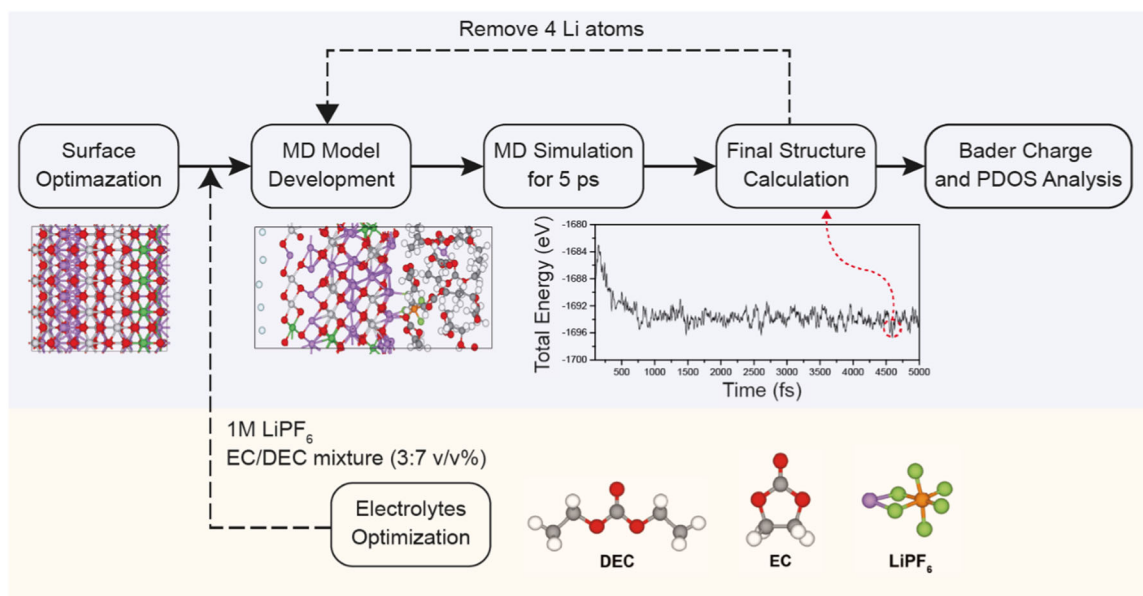 Remove 4 Li atoms
Surface
Optimazation
MD Model
Development
MD Simulation
for 5 ps
Final Structure
Calculation
Bader Charge
and PDOS Analysis
Total Energy (eV)
-1680
-1684
-1688
-1692
-1696
-1700
500
1000
1500
2000
2500
3000
3500
4000
4500
5000
Time (fs)
1M LiPF₆
EC/DEC mixture (3:7 v/v%)
Electrolytes
Optimization
DEC
EC
LiPF₆